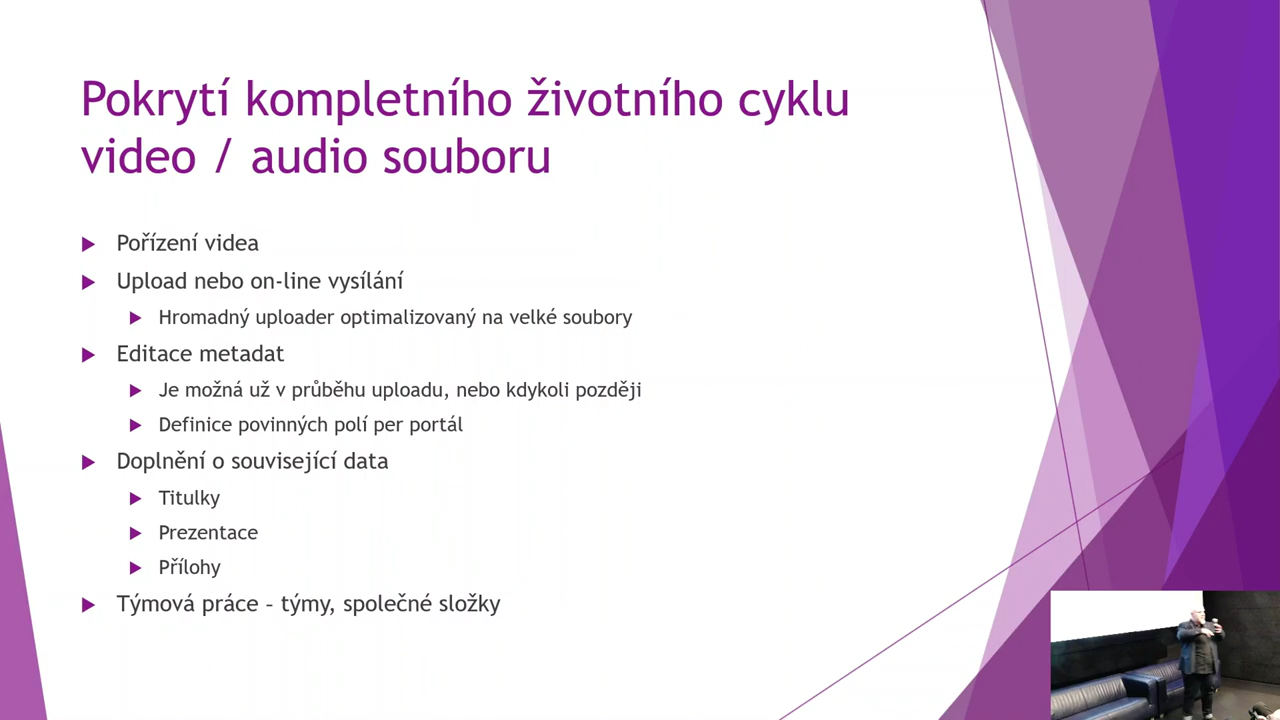 Pokrytí kompletního životního cyklu
video / audio souboru
Pořízení videa
Upload nebo on-line vysílání
Hromadný uploader optimalizovaný na velké soubory
Editace metadat
Je možná už v průběhu uploadu, nebo kdykoli později
Definice povinných polí per portál
Doplnění o související data
Titulky
Prezentace
Přílohy
Týmová práce – týmy, společné složky